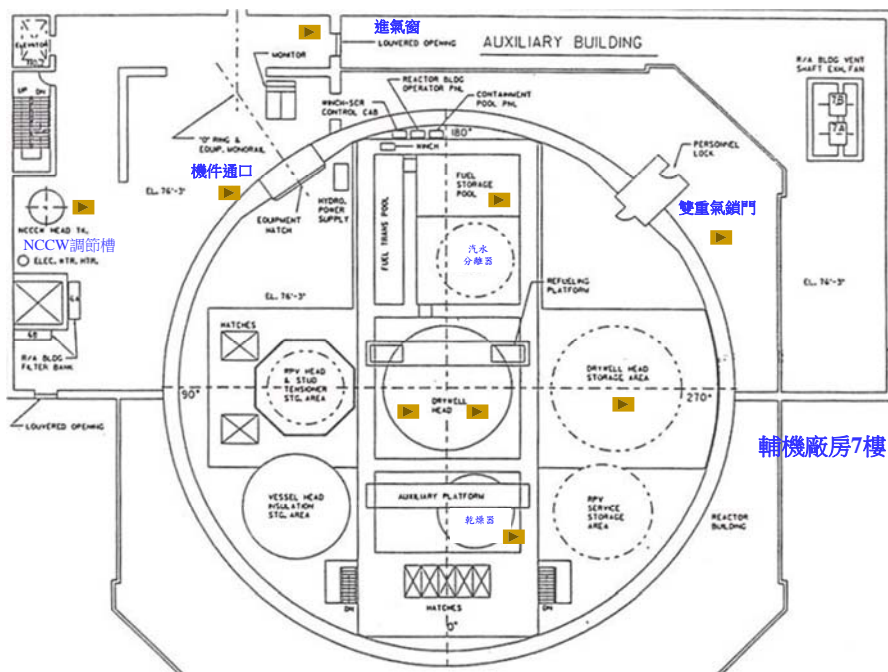 進氣窗
LOUVERED OPENING
AUXILIARY BUILDING
ELEVATOR
MONITOR
R/A BLDG VENT
SHAFT EXH. FAN
7B
7A
REACTOR BLDG
OPERATOR PNL
CONTAINMENT
POOL PNL
WINCH-SCR
CONTROL CAB
180°
WINCH
UP DN
"O" RING &
EQUIP. MONORAIL
PERSONNEL
LOCK
機件通口
EL. 76'-3"
EQUIPMENT
HATCH
HYDRO.
POWER
SUPPLY
FUEL TRANS POOL
FUEL
STORAGE
POOL
雙重氣鎖門
NCCCW HEAD TK.
NCCW調節槽
ELEC. HTR. HTR.
汽水
分離器
REFUELING
PLATFORM
EL. 76'-3"
EL. 76'-3"
6A
6B
R/A BLDG
FILTER BANK
HATCHES
RPV HEAD
& STUD
TENSIONER
STG. AREA
DRYWELL
HEAD
DRYWELL HEAD
STORAGE AREA
90°
270°
LOUVERED OPENING
輔機廠房7樓
VESSEL HEAD
INSULATION
STG. AREA
AUXILIARY PLATFORM
乾燥器
RPV
SERVICE
STORAGE
AREA
REACTOR
BUILDING
DN
HATCHES
DN
0°